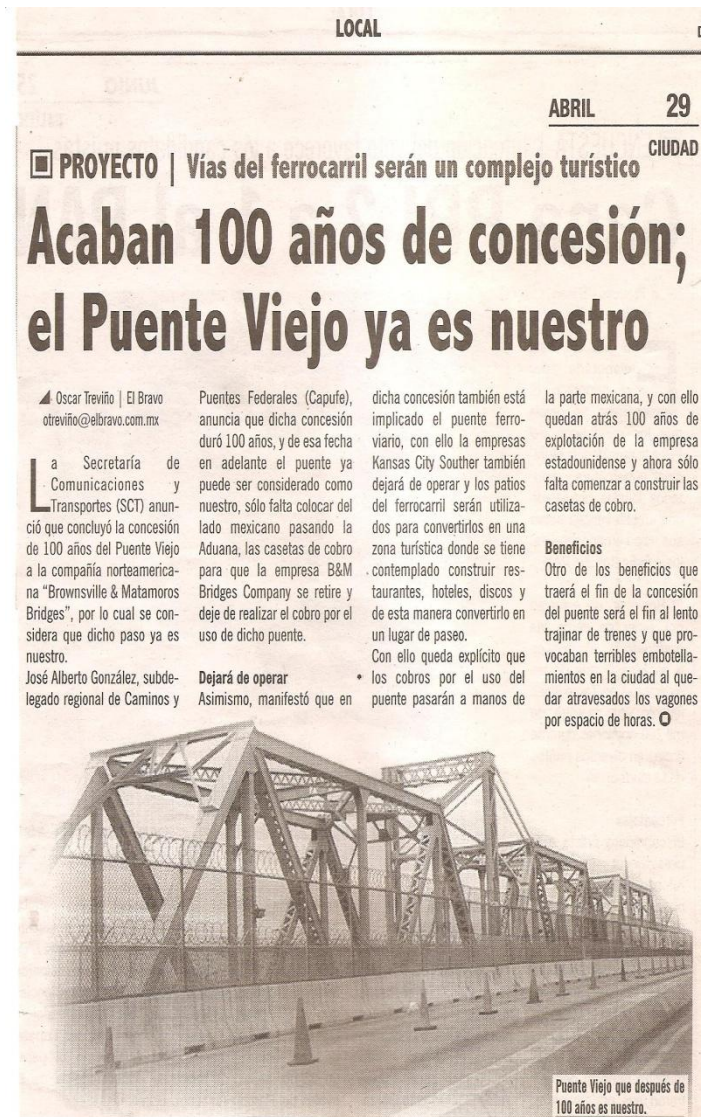 LOCAL
ABRIL 29
CIUDAD
PROYECTO | Vías del ferrocarril serán un complejo turístico
Acaban 100 años de concesión;
el Puente Viejo ya es nuestro
Oscar Treviño | El Bravo
otreviño@elbravo.com.mx
La Secretaría de
Comunicaciones y
Transportes (SCT) anun-
ció que concluyó la concesión
de 100 años del Puente Viejo
a la compañía norteamerica-
na “Brownsville & Matamoros
Bridges”, por lo cual se con-
sidera que dicho paso ya es
nuestro.
José Alberto González, subde-
legado regional de Caminos y
Puentes Federales (Capufe),
anuncia que dicha concesión
duró 100 años, y de esa fecha
en adelante el puente ya
puede ser considerado como
nuestro, sólo falta colocar del
lado mexicano pasando la
Aduana, las casetas de cobro
para que la empresa B&M
Bridges Company se retire y
deje de realizar el cobro por el
uso de dicho puente.
Dejará de operar
Asimismo, manifestó que en
dicha concesión también está
implicado el puente ferro-
viario, con ello la empresas
Kansas City Souther también
dejará de operar y los patios
del ferrocarril serán utiliza-
dos para convertirlos en una
zona turística donde se tiene
contemplado construir res-
taurantes, hoteles, discos y
de esta manera convertirlo en
un lugar de paseo.
Con ello queda explícito que
los cobros por el uso del
puente pasarán a manos de
la parte mexicana, y con ello
quedan atrás 100 años de
explotación de la empresa
estadounidense y ahora sólo
falta comenzar a construir las
casetas de cobro.
Beneficios
Otro de los beneficios que
traerá el fin de la concesión
del puente será el fin al lento
trajinar de trenes y que pro-
vocaban terribles embotella-
mientos en la ciudad al que-
dar atravesados los vagones
por espacio de horas.
Puente Viejo que después de
100 años es nuestro.